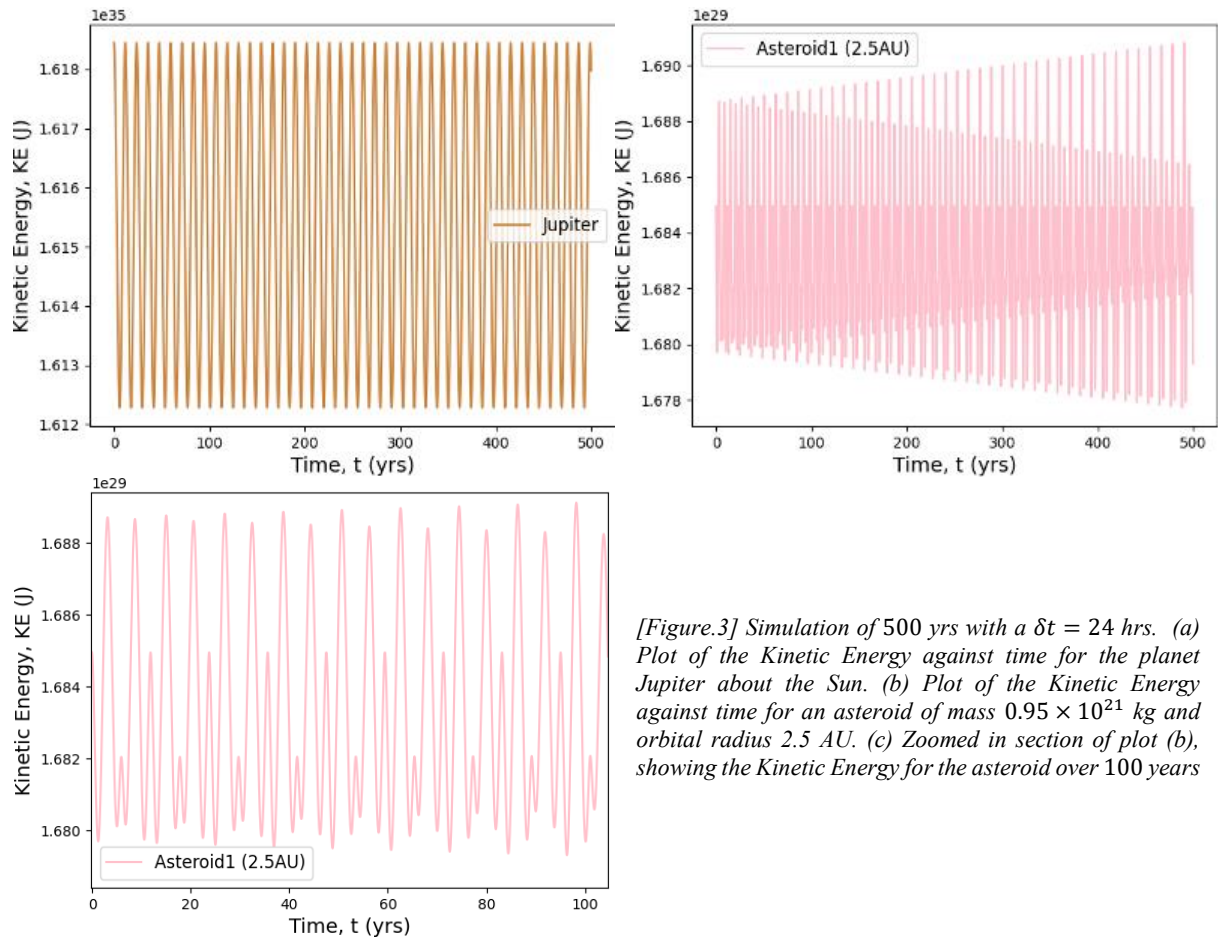 1e35
Kinetic Energy, KE (J)
1.618
1.617
1.616
1.615
1.614
1.613
1.612
Jupiter
0 100 200 300 400 500
Time, t (yrs)
1e29
Kinetic Energy, KE (J)
Asteroid1 (2.5AU)
1.690
1.688
1.686
1.684
1.682
1.680
1.678
0 100 200 300 400 500
Time, t (yrs)
1e29
Kinetic Energy, KE (J)
1.688
1.686
1.684
1.682
1.680
Asteroid1 (2.5AU)
0 20 40 60 80 100
Time, t (yrs)
[Figure.3] Simulation of 500 yrs with a δt = 24 hrs. (a)
Plot of the Kinetic Energy against time for the planet
Jupiter about the Sun. (b) Plot of the Kinetic Energy
against time for an asteroid of mass 0.95 × 10²¹ kg and
orbital radius 2.5 AU. (c) Zoomed in section of plot (b),
showing the Kinetic Energy for the asteroid over 100 years